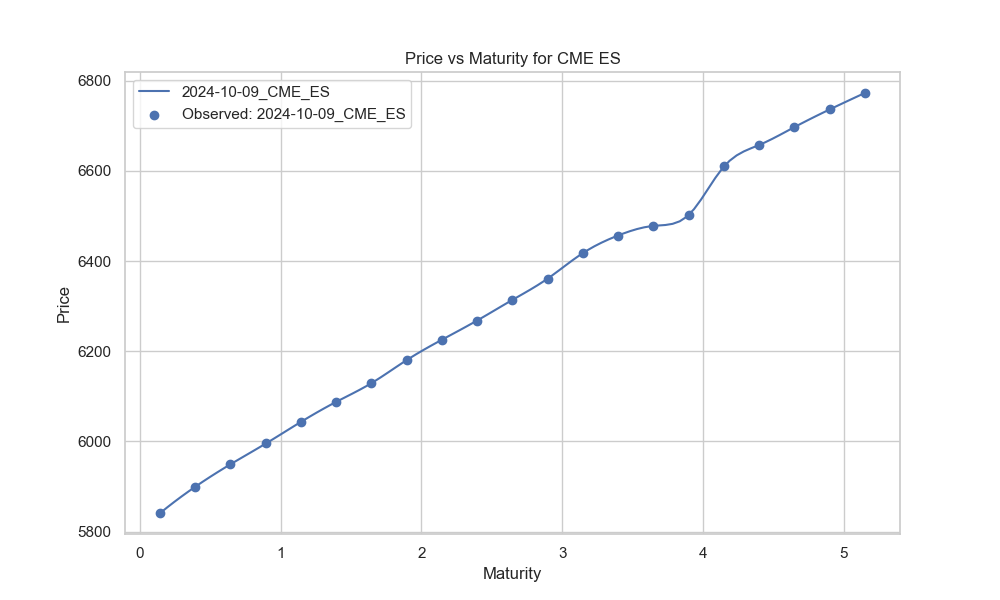 Price vs Maturity for CME ES
2024-10-09_CME_ES
Observed: 2024-10-09_CME_ES
6800
6600
6400
6200
6000
5800
Price
0 1 2 3 4 5
Maturity